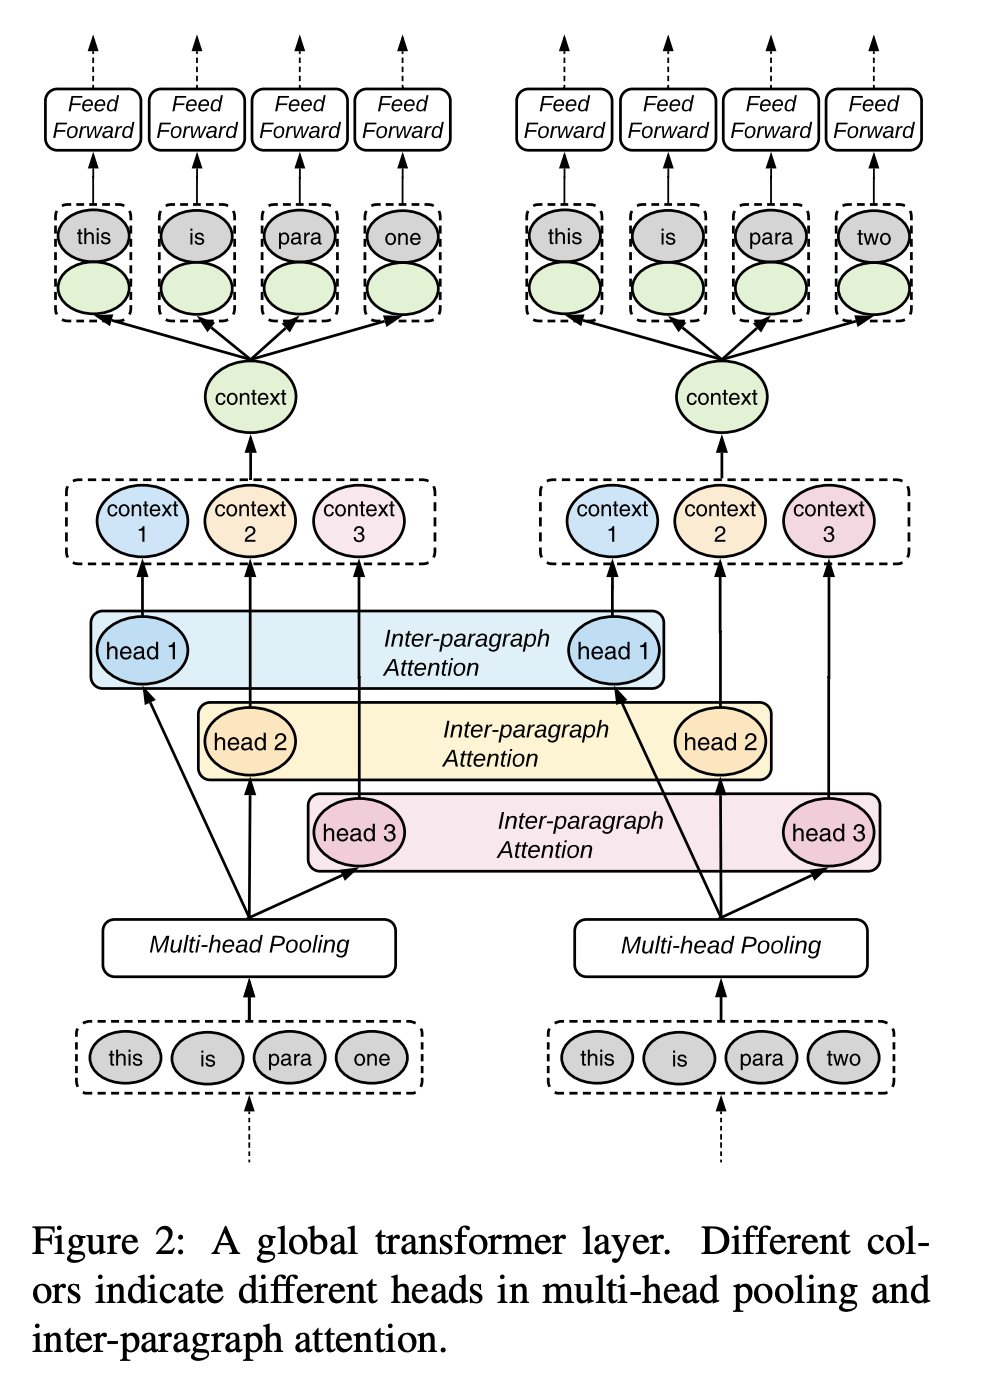 Feed Forward Feed Forward Feed Forward Feed Forward Feed Forward Feed Forward Feed Forward Feed Forward
this is para one this is para two
context context
context 1 context 2 context 3 context 1 context 2 context 3
head 1 Inter-paragraph Attention head 1
head 2 Inter-paragraph Attention head 2
head 3 Inter-paragraph Attention head 3
Multi-head Pooling Multi-head Pooling
this is para one this is para two
Figure 2: A global transformer layer. Different col-
ors indicate different heads in multi-head pooling and
inter-paragraph attention.